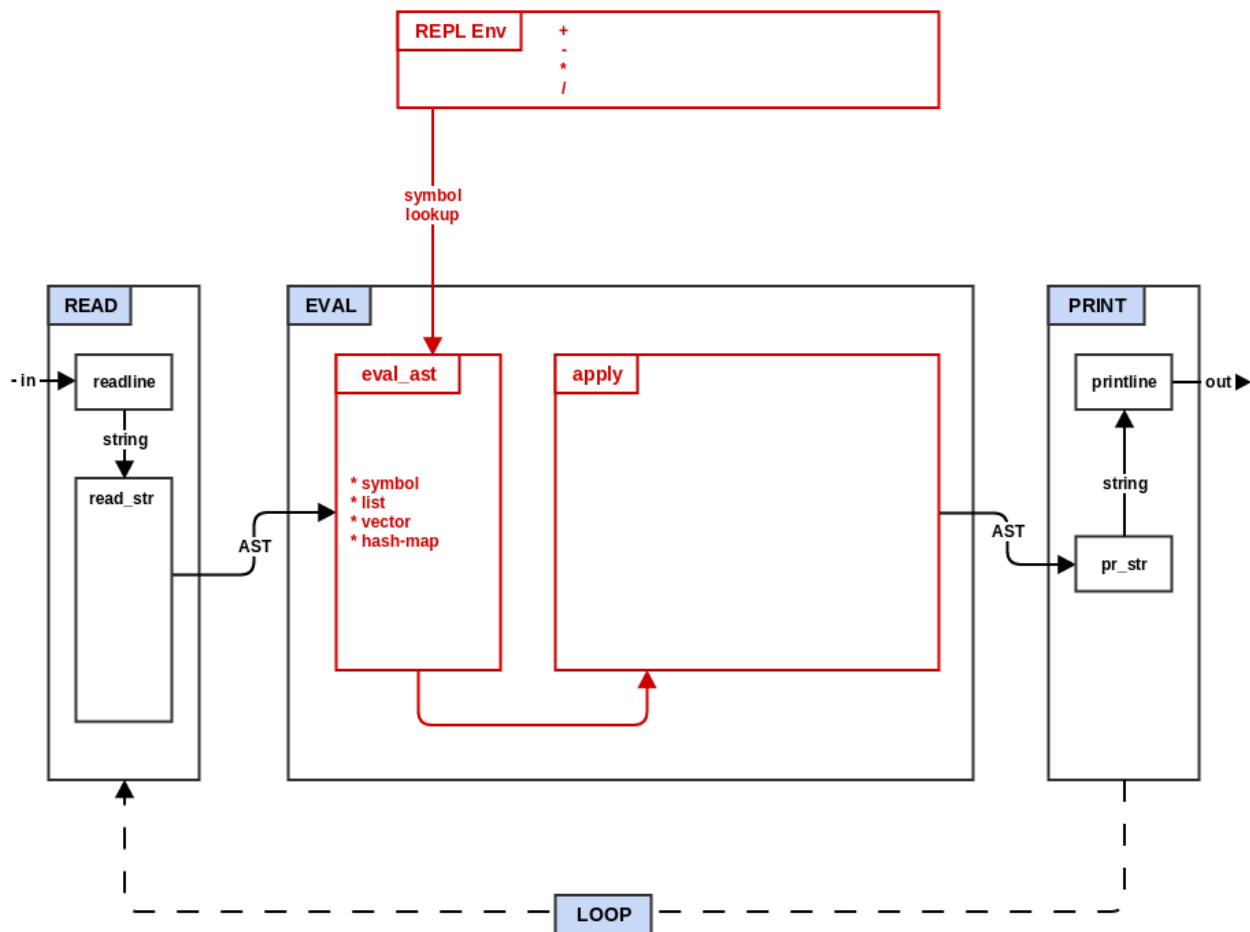 REPL Env
+
-
*
/
symbol
lookup
READ
EVAL
PRINT
- in
readline
string
read_str
AST
eval_ast
* symbol
* list
* vector
* hash-map
apply
AST
printline
out
string
pr_str
LOOP